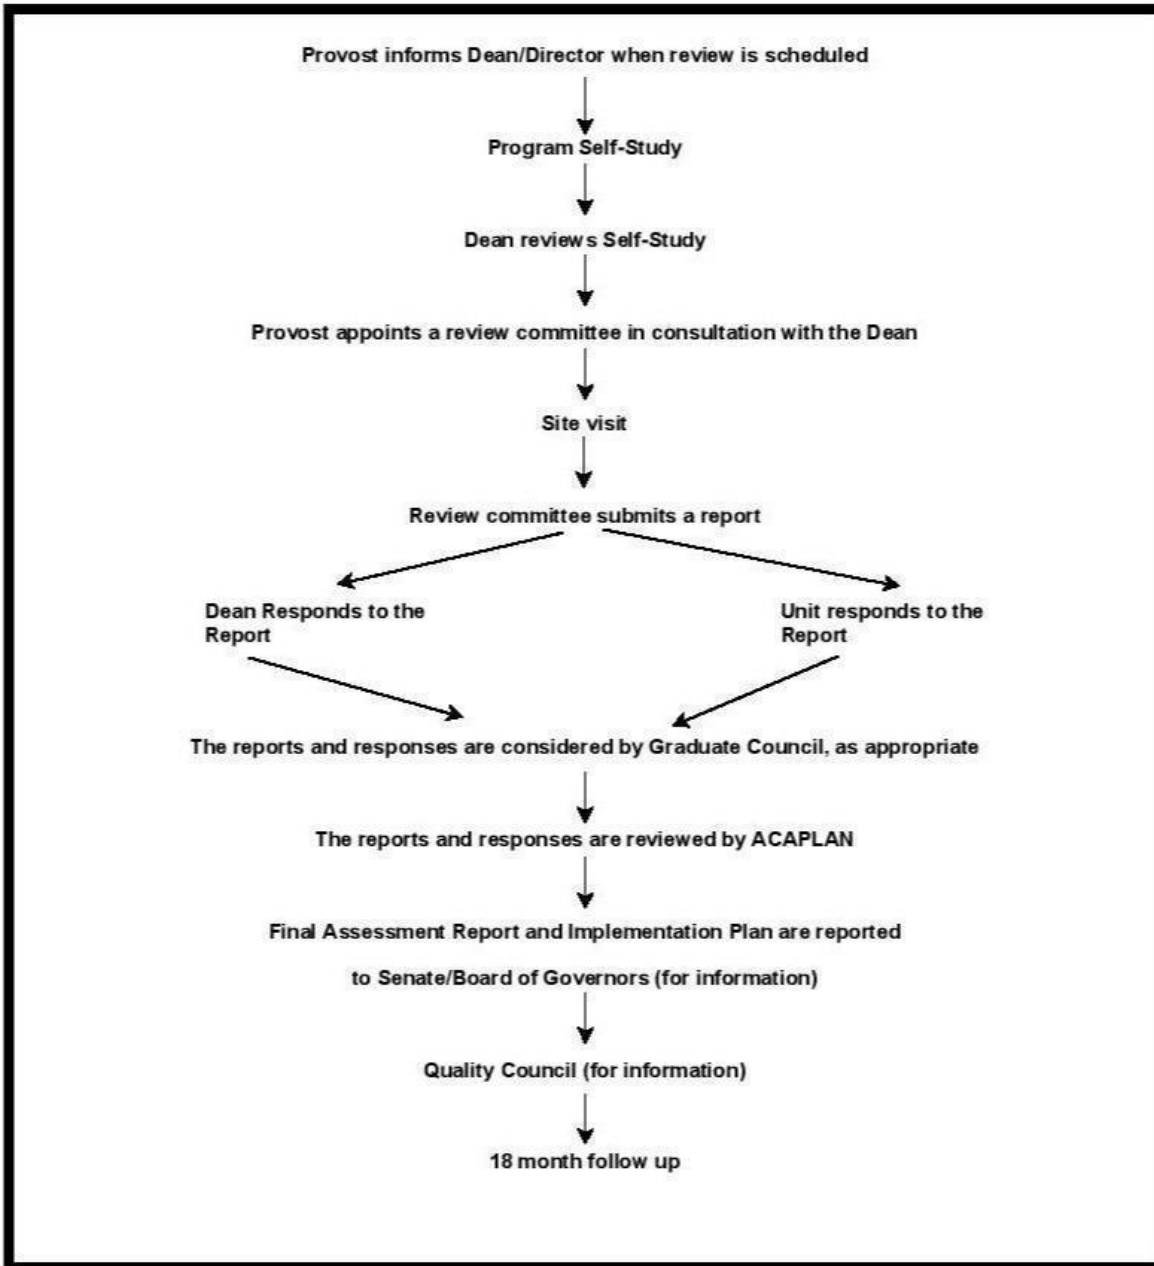 Provost informs Dean/Director when review is scheduled
Program Self-Study
Dean reviews Self-Study
Provost appoints a review committee in consultation with the Dean
Site visit
Review committee submits a report
Dean Responds to the
Report
Unit responds to the
Report
The reports and responses are considered by Graduate Council, as appropriate
The reports and responses are reviewed by ACAPLAN
Final Assessment Report and Implementation Plan are reported
to Senate/Board of Governors (for information)
Quality Council (for information)
18 month follow up